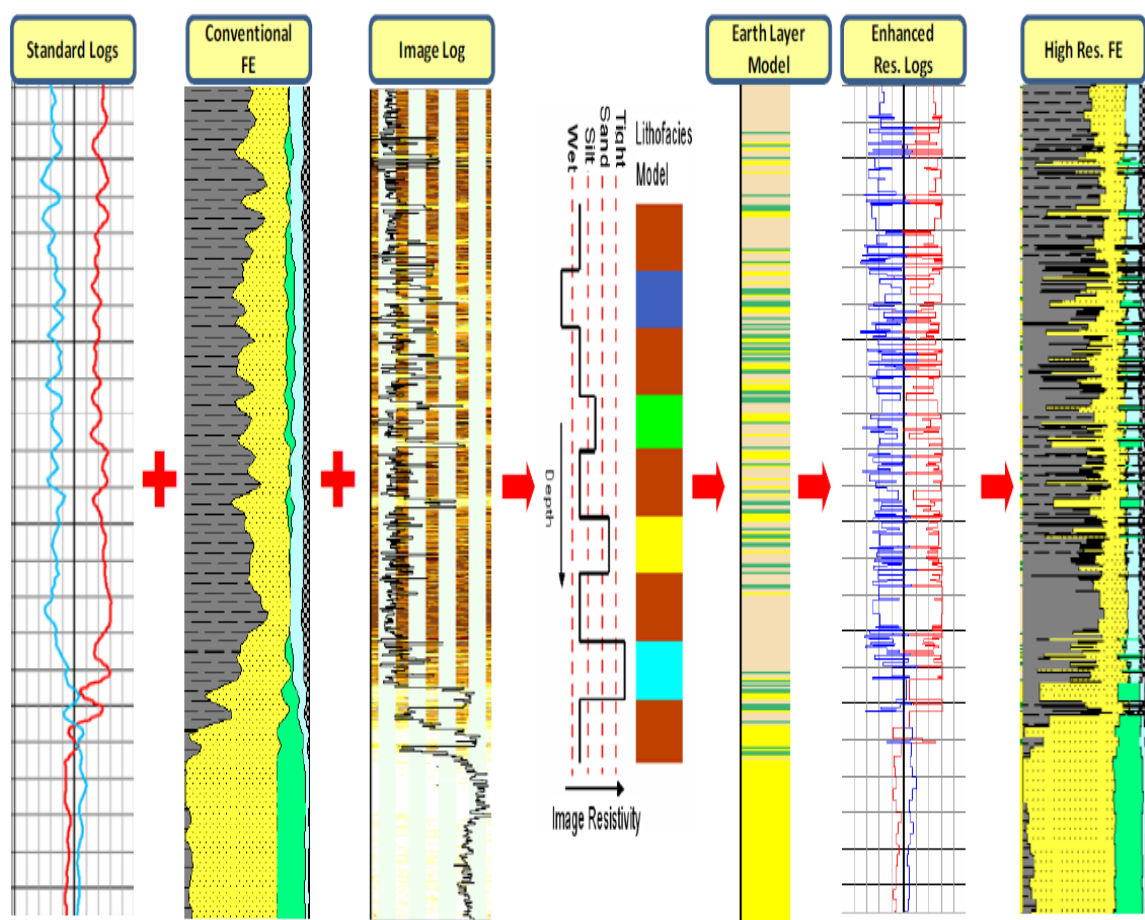 Standard Logs
Conventional
FE
Image Log
Earth Layer
Model
Enhanced
Res. Logs
High Res. FE
Wet
Silt
Sand
Tight
Lithofacies
Model
Depth
Image Resistivity